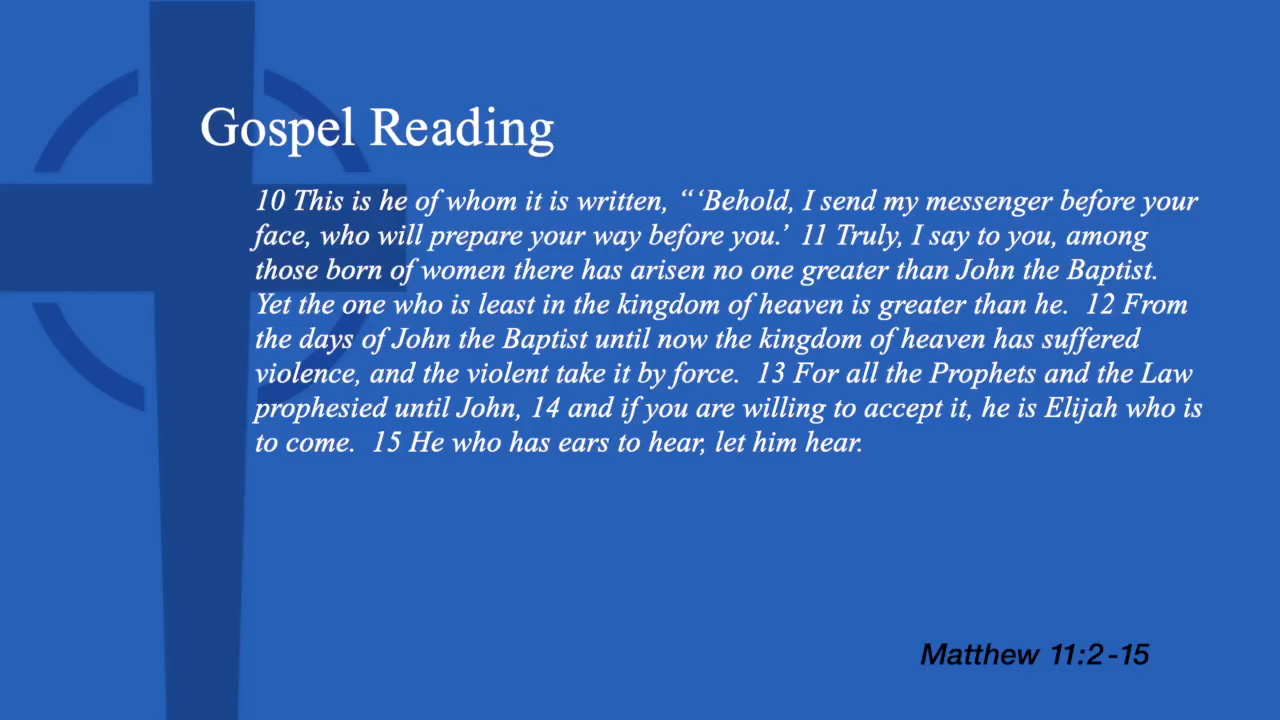 Gospel Reading
10 This is he of whom it is written, “‘Behold, I send my messenger before your
face, who will prepare your way before you.’ 11 Truly, I say to you, among
those born of women there has arisen no one greater than John the Baptist.
Yet the one who is least in the kingdom of heaven is greater than he. 12 From
the days of John the Baptist until now the kingdom of heaven has suffered
violence, and the violent take it by force. 13 For all the Prophets and the Law
prophesied until John, 14 and if you are willing to accept it, he is Elijah who is
to come. 15 He who has ears to hear, let him hear.
Matthew 11:2-15